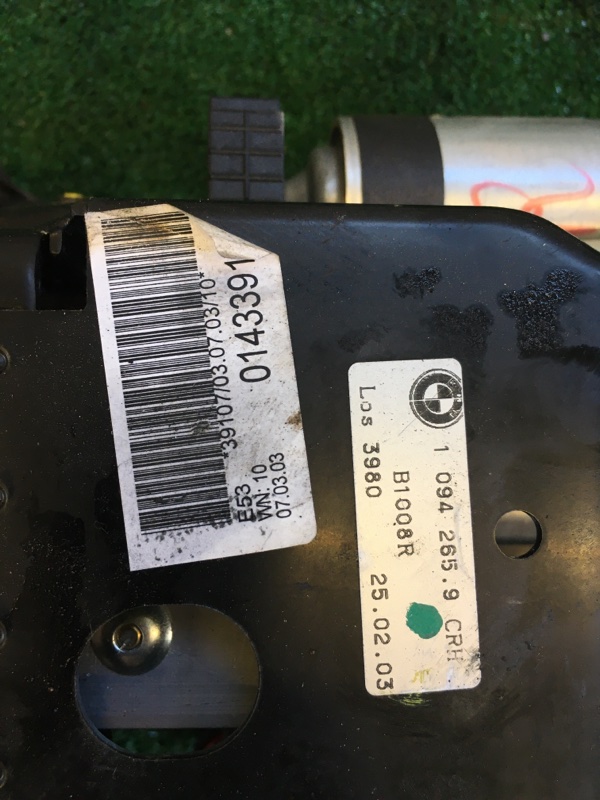 *39107/03.07.03/10*
0143391
E53
WN: 10
07.03.03
1 094 265.9 CRH
B1008R
Los 3980 25.02.03